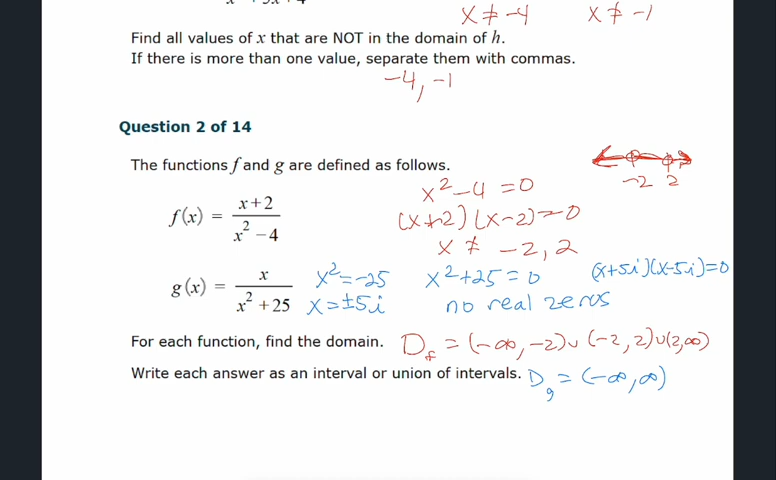 x ≠ -4   x ≠ -1
Find all values of x that are NOT in the domain of h.
If there is more than one value, separate them with commas.
-4, -1
Question 2 of 14
The functions f and g are defined as follows.
-2 2
x² - 4 = 0
f(x) = (x+2)/(x² - 4)
(x+2)(x-2) = 0
x ≠ -2, 2
g(x) = x/(x² + 25)
x² = -25   x² + 25 = 0   (x+5i)(x-5i) = 0
x = ±5i   no real zeros
For each function, find the domain. D_f = (-∞, -2) ∪ (-2, 2) ∪ (2, ∞)
Write each answer as an interval or union of intervals. D_g = (-∞, ∞)